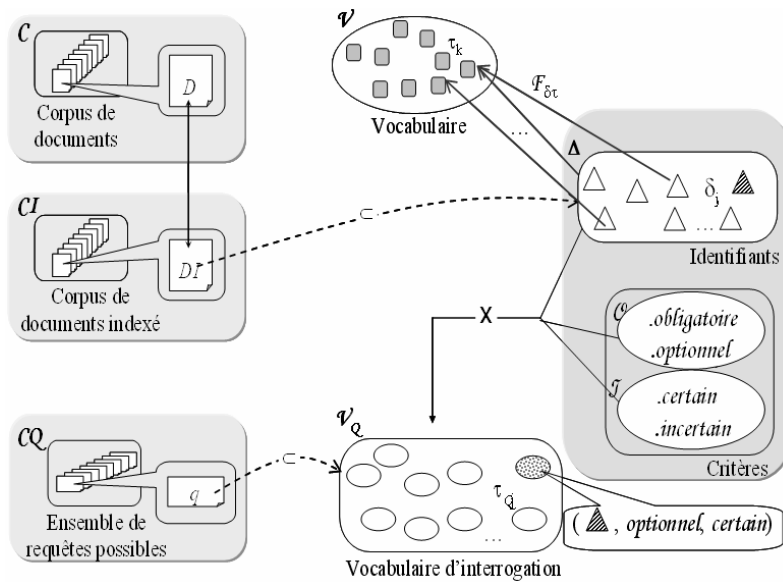 C
D
Corpus de
documents
V
τk
Vocabulaire
Fδτ
...
Δ
δj
...
Identifiants
CI
DI
⊂
Corpus de
documents indexé
X
O
.obligatoire
.optionnel
T
.certain
.incertain
Critères
CQ
q
⊂
Ensemble de
requêtes possibles
VQ
τQj
...
Vocabulaire d'interrogation
( , optionnel, certain)